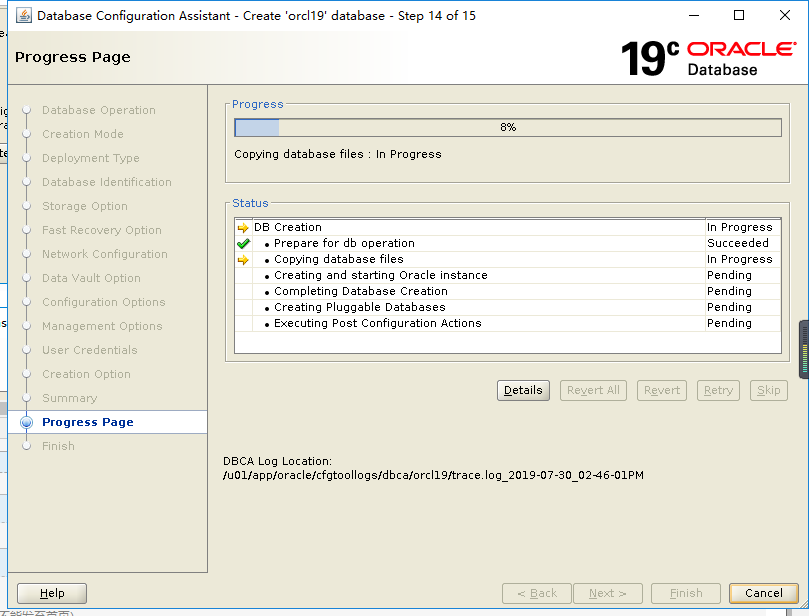 Database Configuration Assistant - Create 'orcl19' database - Step 14 of 15
Progress Page
19c ORACLE
Database
Database Operation
Creation Mode
Deployment Type
Database Identification
Storage Option
Fast Recovery Option
Network Configuration
Data Vault Option
Configuration Options
Management Options
User Credentials
Creation Option
Summary
Progress Page
Finish
Progress
8%
Copying database files : In Progress
Status
DB Creation In Progress
Prepare for db operation Succeeded
Copying database files In Progress
Creating and starting Oracle instance Pending
Completing Database Creation Pending
Creating Pluggable Databases Pending
Executing Post Configuration Actions Pending
Details Revert All Revert Retry Skip
DBCA Log Location:
/u01/app/oracle/cfgtoollogs/dbca/orcl19/trace.log_2019-07-30_02-46-01PM
Help < Back Next > Finish Cancel